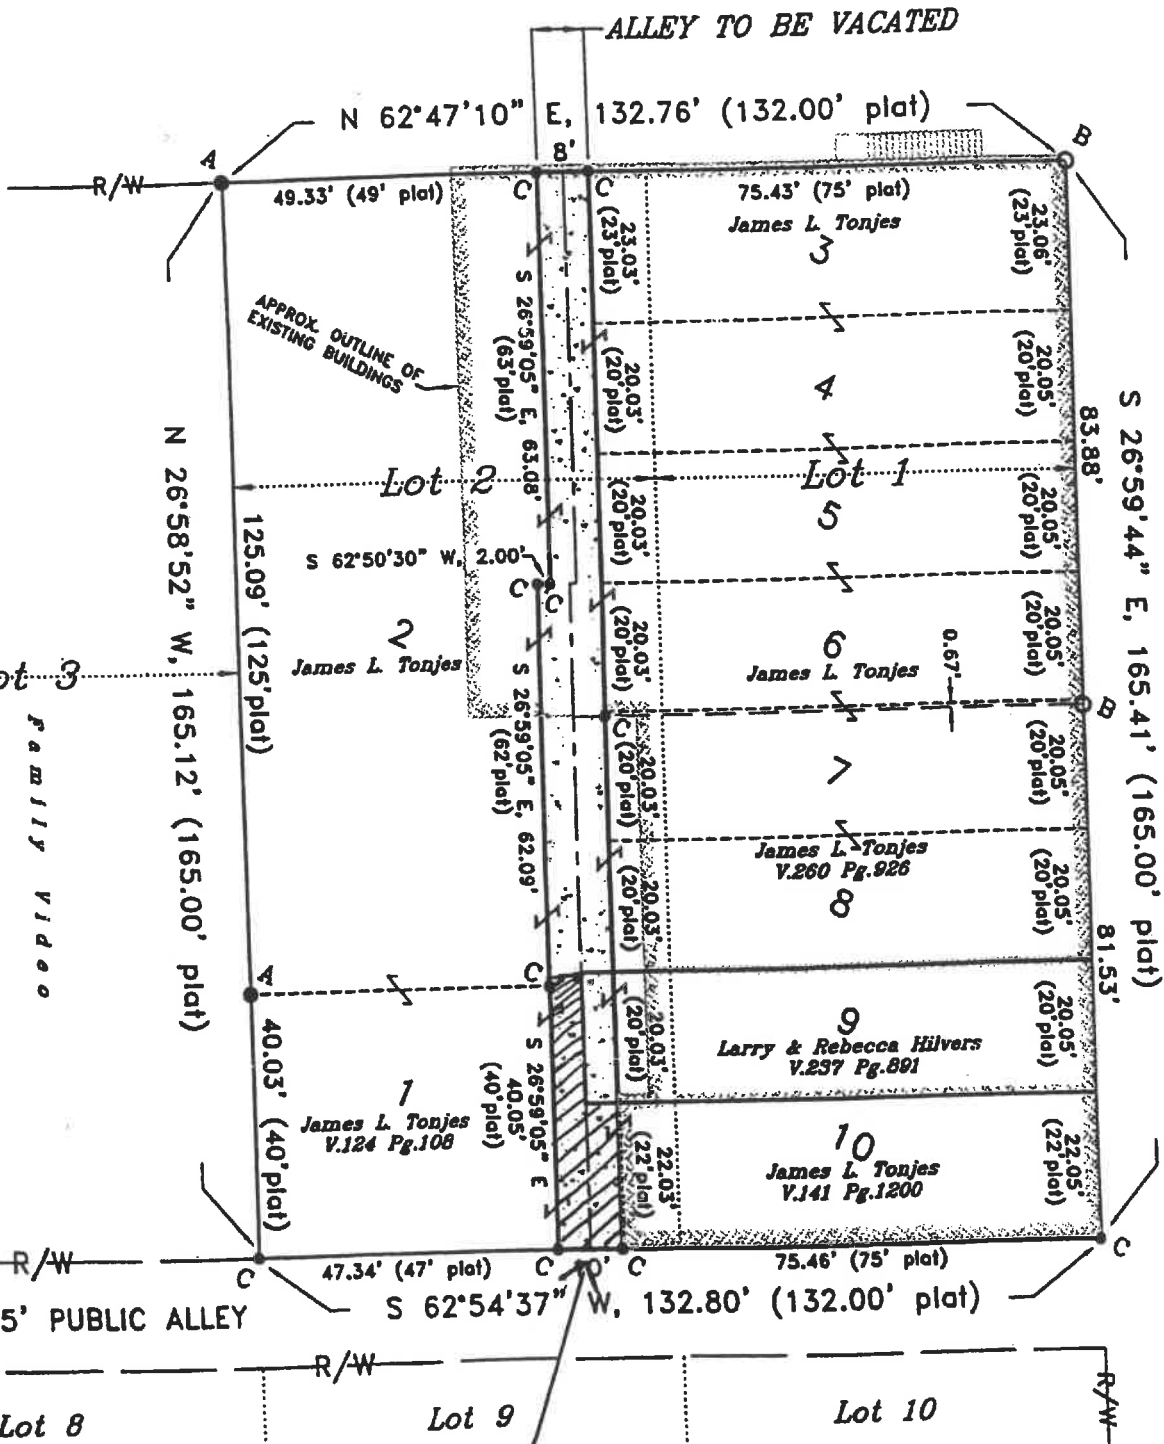 ALLEY TO BE VACATED
N 62°47'10" E, 132.76' (132.00' plat)
A
B
R/W
49.33' (49' plat)
8'
C
C
75.43' (75' plat)
James L. Tonjes
3
23.03'
(23'plat)
23.06'
(23'plat)
APPROX. OUTLINE OF
EXISTING BUILDINGS
S 26°59'05" E, 63.08'
(63'plat)
4
20.03'
(20'plat)
20.05'
(20'plat)
83.88'
S 26°59'44" E, 165.41' (165.00' plat)
N 26°58'52" W, 165.12' (165.00' plat)
Lot 2
Lot 1
5
20.03'
(20'plat)
20.05'
(20'plat)
125.09' (125'plat)
S 62°50'30" W, 2.00'
C
C
2
James L. Tonjes
6
James L. Tonjes
20.03'
(20'plat)
20.05'
(20'plat)
0.67'
ot 3
Family Video
S 26°59'05" E, 62.09'
(62'plat)
C
B
7
20.03'
(20'plat)
20.05'
(20'plat)
James L. Tonjes
V.260 Pg.926
8
20.03'
(20'plat)
20.05'
(20'plat)
81.53'
A
C
9
Larry & Rebecca Hilvers
V.237 Pg.891
20.03'
(20'plat)
20.05'
(20'plat)
40.03' (40'plat)
1
James L. Tonjes
V.124 Pg.108
S 26°59'05" E
40.05'
(40'plat)
10
James L. Tonjes
V.141 Pg.1200
22.03'
(22'plat)
22.05'
(22'plat)
R/W
C
47.34' (47' plat)
C
C
75.46' (75' plat)
C
5' PUBLIC ALLEY
S 62°54'37" W, 132.80' (132.00' plat)
R/W
R/W
Lot 8
Lot 9
Lot 10